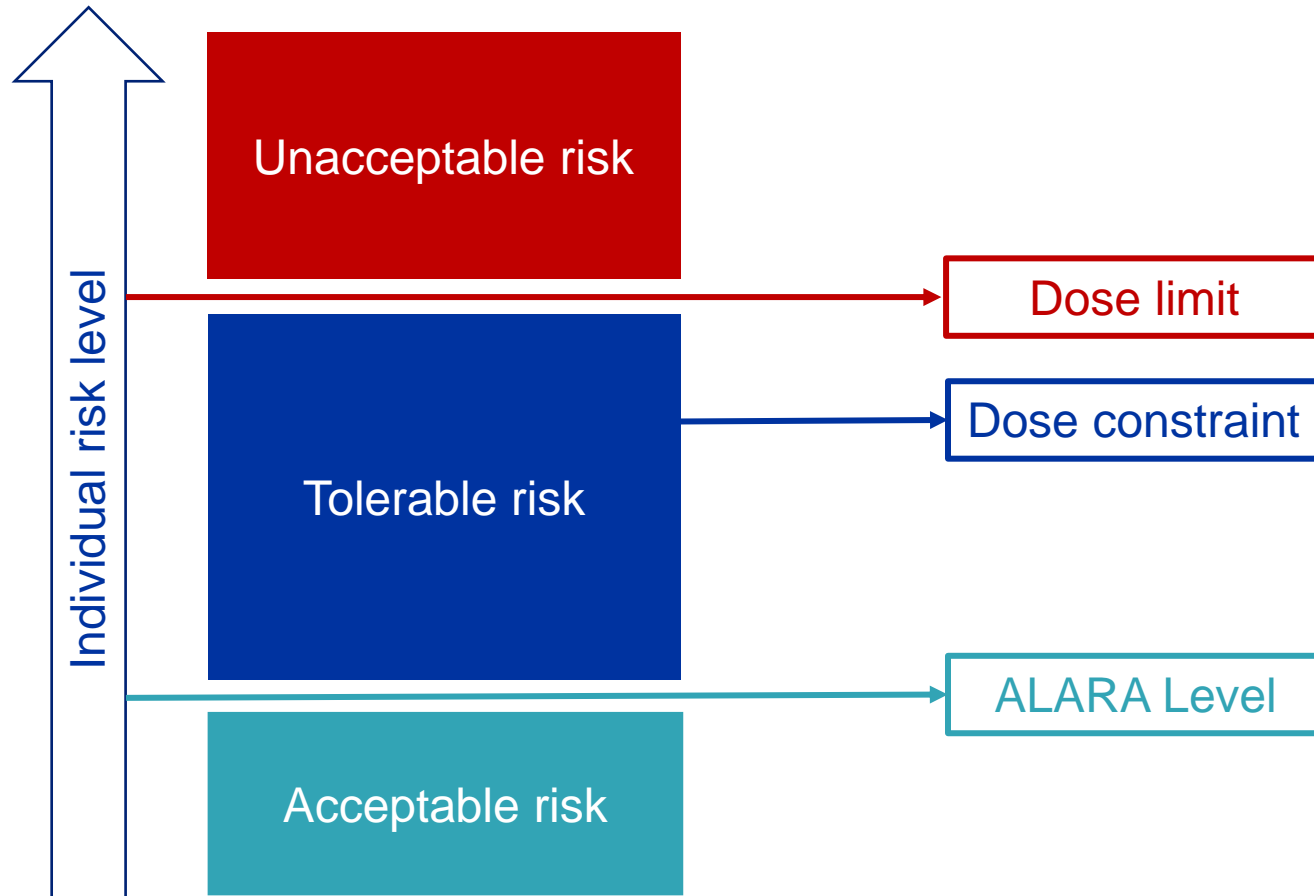 Individual risk level
Unacceptable risk
Dose limit
Dose constraint
Tolerable risk
ALARA Level
Acceptable risk